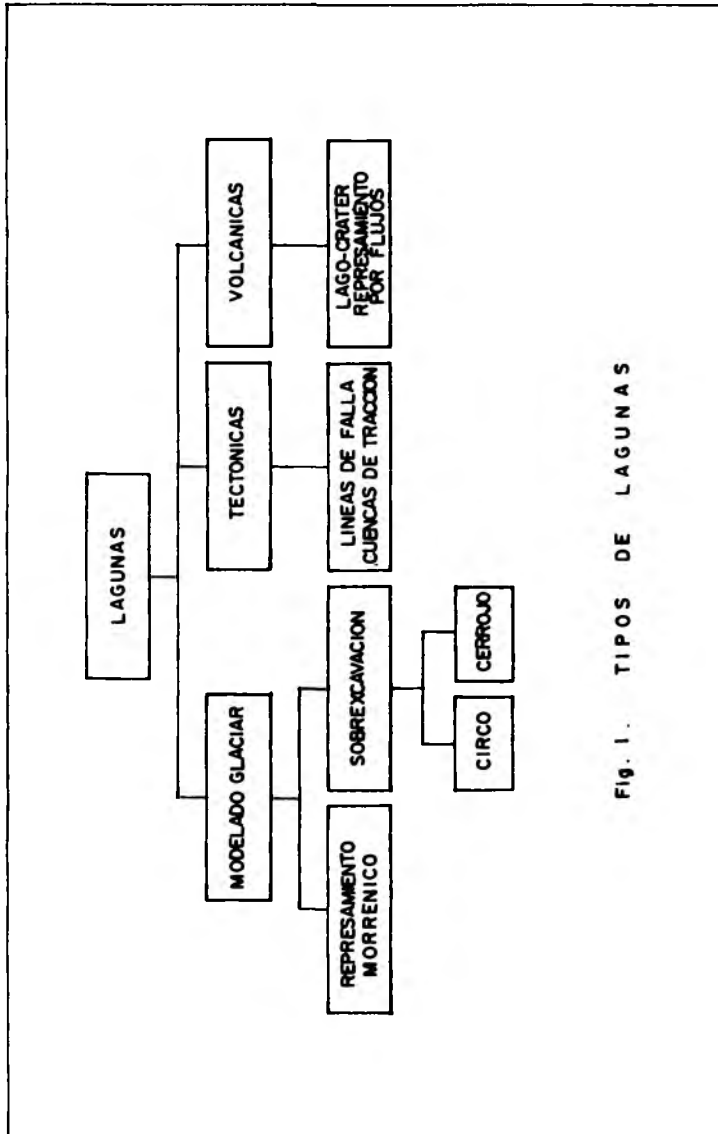 LAGUNAS
MODELADO GLACIAR
TECTONICAS
VOLCANICAS
REPRESAMIENTO
MORRENICO
SOBREXCAVACION
LINEAS DE FALLA
CUENCAS DE TRACCION
LAGO-CRATER
REPRESAMIENTO
POR FLUJOS
CIRCO
CERROJO
Fig. 1. TIPOS DE LAGUNAS